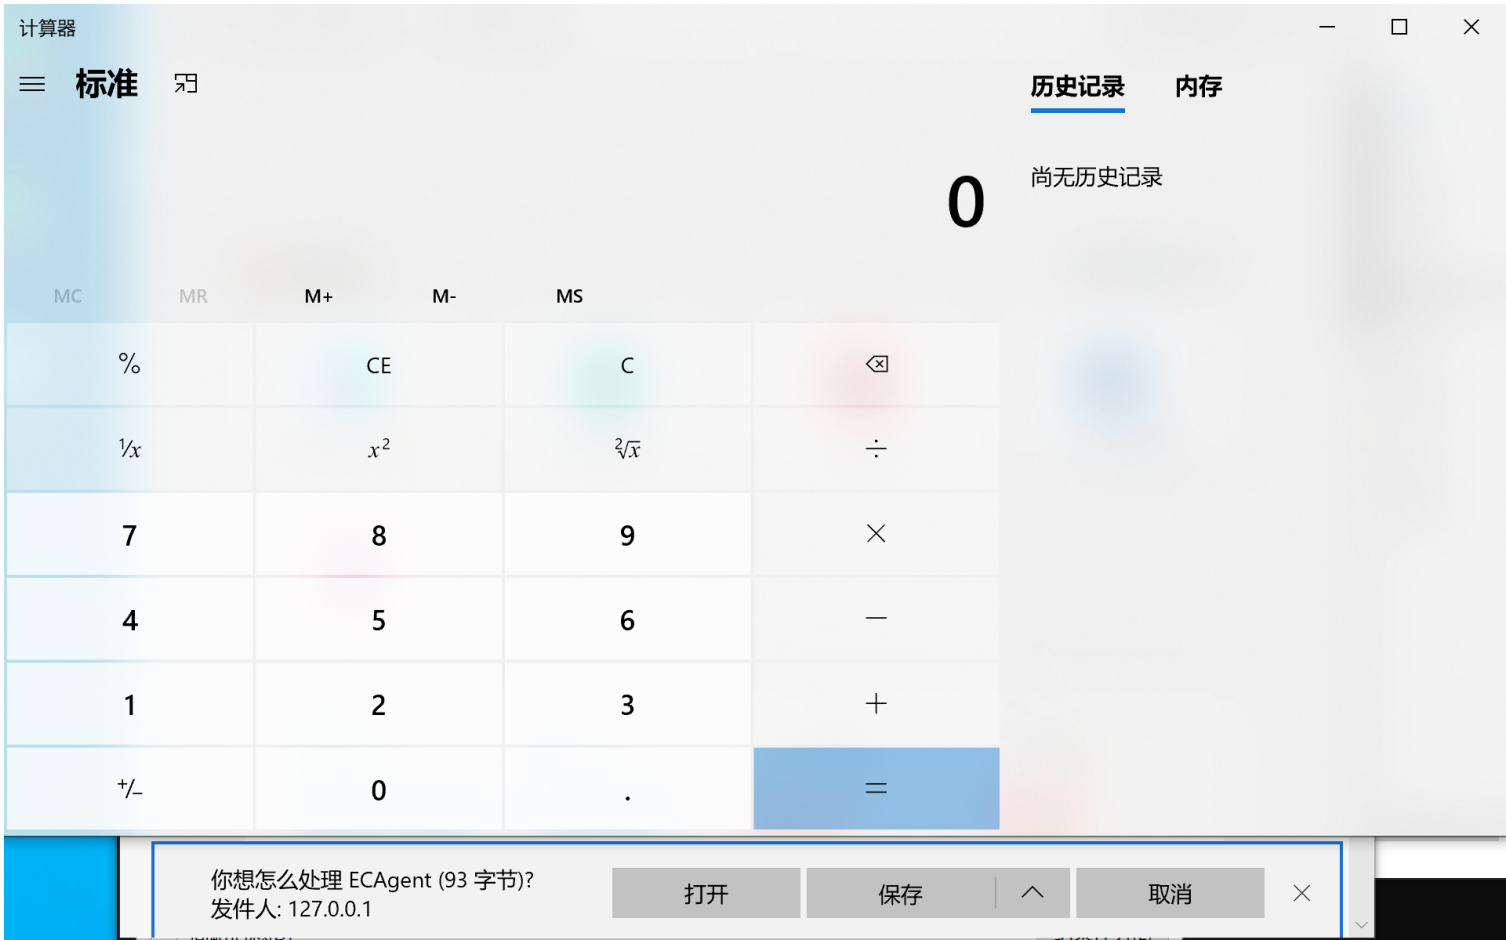 计算器
标准
历史记录 内存
0
尚无历史记录
MC MR M+ M- MS
% CE C
¹/x x² ²√x ÷
7 8 9 ×
4 5 6 −
1 2 3 +
+/− 0 . =
你想怎么处理 ECAgent (93 字节)?
发件人: 127.0.0.1
打开 保存 取消